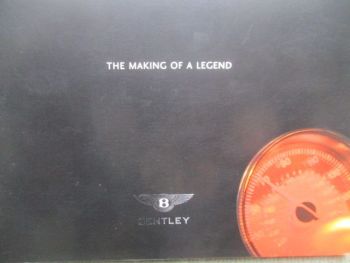 THE MAKING OF A LEGEND
B
BENTLEY